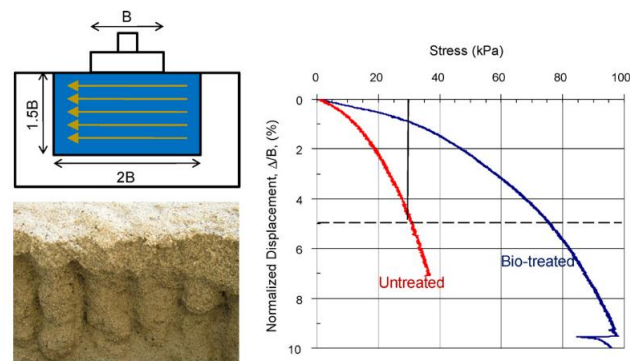 B
1.5B
2B
Stress (kPa)
0 20 40 60 80 100
Normalized Displacement, Δ/B, (%)
0
2
4
6
8
10
Untreated
Bio-treated